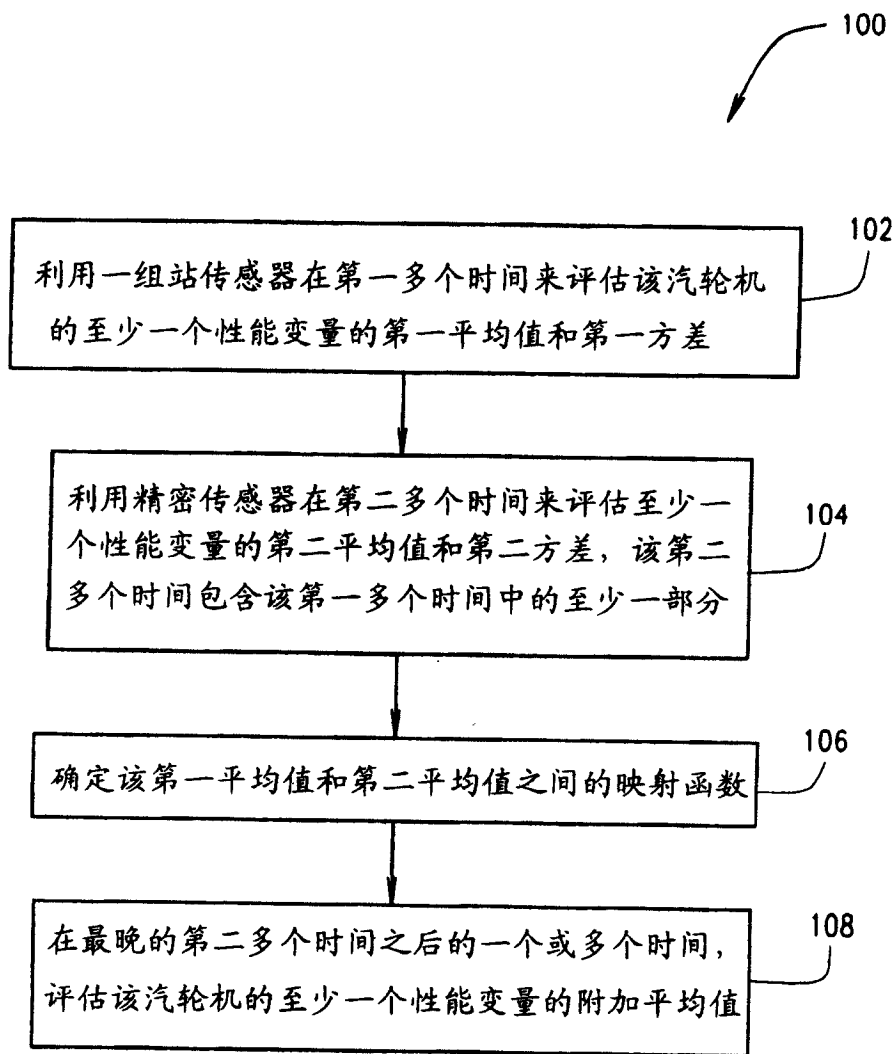 100
102
利用一组站传感器在第一多个时间来评估该汽轮机
的至少一个性能变量的第一平均值和第一方差
104
利用精密传感器在第二多个时间来评估至少一
个性能变量的第二平均值和第二方差，该第二
多个时间包含该第一多个时间中的至少一部分
106
确定该第一平均值和第二平均值之间的映射函数
108
在最晚的第二多个时间之后的一个或多个时间，
评估该汽轮机的至少一个性能变量的附加平均值